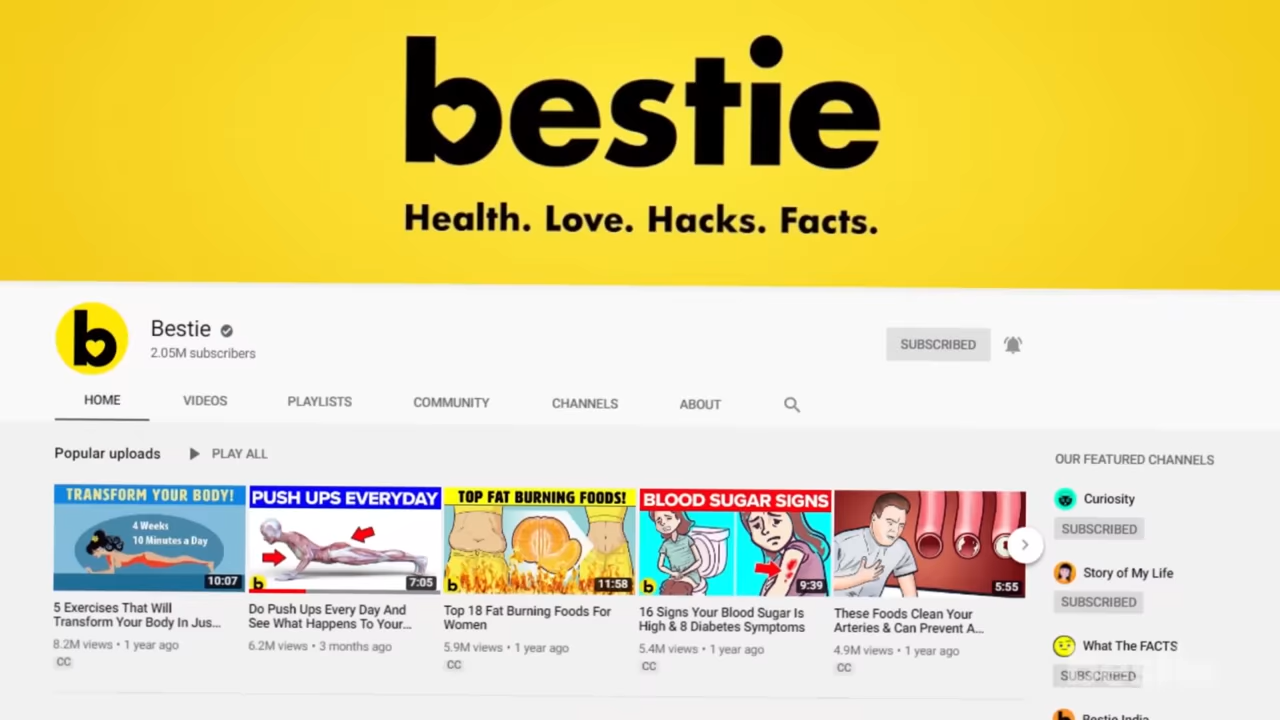 bestie
Health. Love. Hacks. Facts.
Bestie
2.05M subscribers
SUBSCRIBED
HOME
VIDEOS
PLAYLISTS
COMMUNITY
CHANNELS
ABOUT
Popular uploads
PLAY ALL
OUR FEATURED CHANNELS
TRANSFORM YOUR BODY!
4 Weeks
10 Minutes a Day
10:07
5 Exercises That Will
Transform Your Body In Jus...
8.2M views • 1 year ago
CC
PUSH UPS EVERYDAY
b
7:05
Do Push Ups Every Day And
See What Happens To Your...
6.2M views • 3 months ago
TOP FAT BURNING FOODS!
b
11:58
Top 18 Fat Burning Foods For
Women
5.9M views • 1 year ago
CC
BLOOD SUGAR SIGNS
b
9:39
16 Signs Your Blood Sugar Is
High & 8 Diabetes Symptoms
5.4M views • 1 year ago
CC
5:55
These Foods Clean Your
Arteries & Can Prevent A...
4.9M views • 1 year ago
CC
Curiosity
SUBSCRIBED
Story of My Life
SUBSCRIBED
What The FACTS
SUBSCRIBED
Bestie India